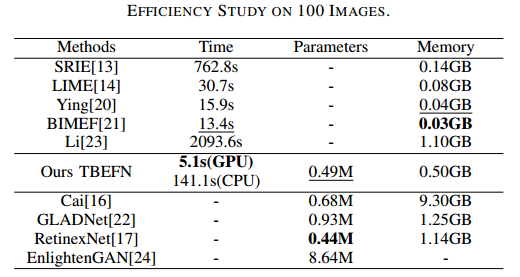 EFFICIENCY STUDY ON 100 IMAGES.
Methods Time Parameters Memory
SRIE[13] 762.8s - 0.14GB
LIME[14] 30.7s - 0.08GB
Ying[20] 15.9s - 0.04GB
BIMEF[21] 13.4s - 0.03GB
Li[23] 2093.6s - 1.10GB
Ours TBEFN 5.1s(GPU) 0.49M 0.50GB
141.1s(CPU)
Cai[16] - 0.68M 9.30GB
GLADNet[22] - 0.93M 1.25GB
RetinexNet[17] - 0.44M 1.14GB
EnlightenGAN[24] - 8.64M -